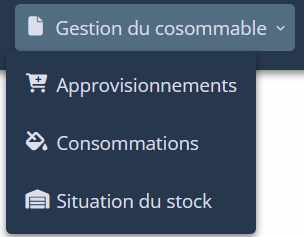 Gestion du cosommable
Approvisionnements
Consommations
Situation du stock